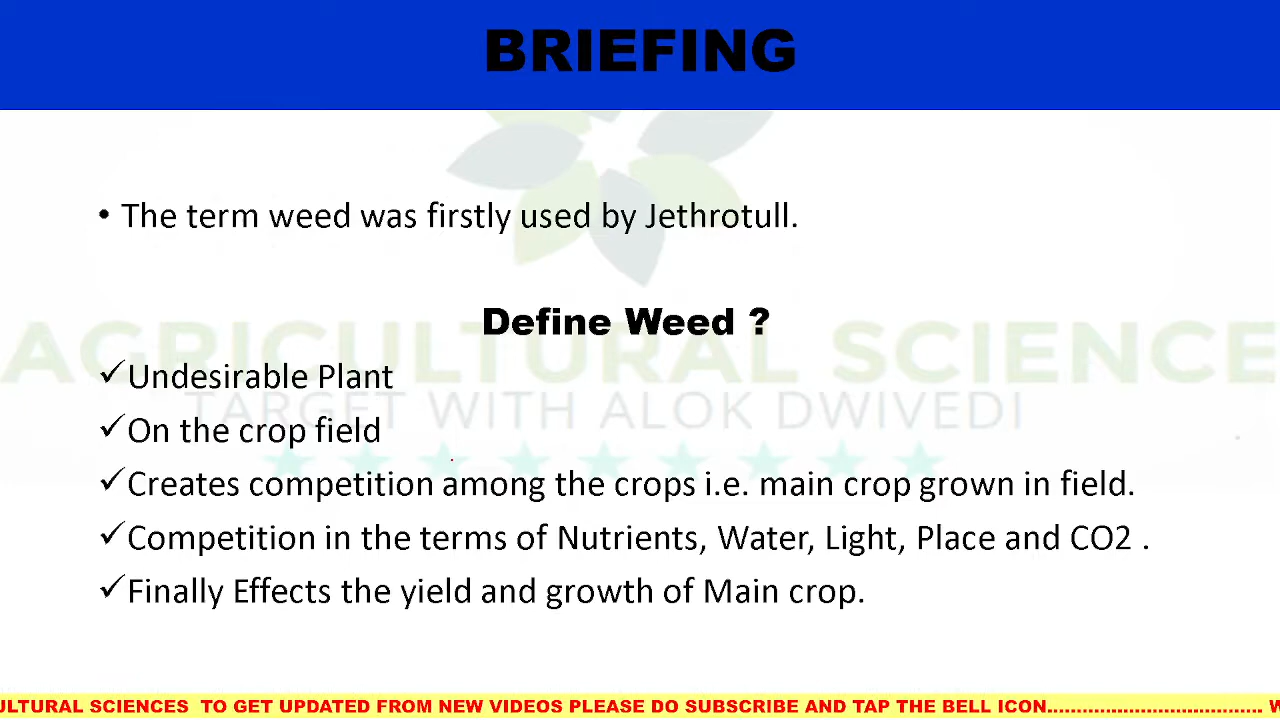 BRIEFING
• The term weed was firstly used by Jethrotull.
Define Weed ?
AGRICULTURAL SCIENCE
✓Undesirable Plant
TARGET WITH ALOK DWIVEDI
✓On the crop field
✓Creates competition among the crops i.e. main crop grown in field.
✓Competition in the terms of Nutrients, Water, Light, Place and CO2 .
✓Finally Effects the yield and growth of Main crop.
ULTURAL SCIENCES TO GET UPDATED FROM NEW VIDEOS PLEASE DO SUBSCRIBE AND TAP THE BELL ICON.................................... W